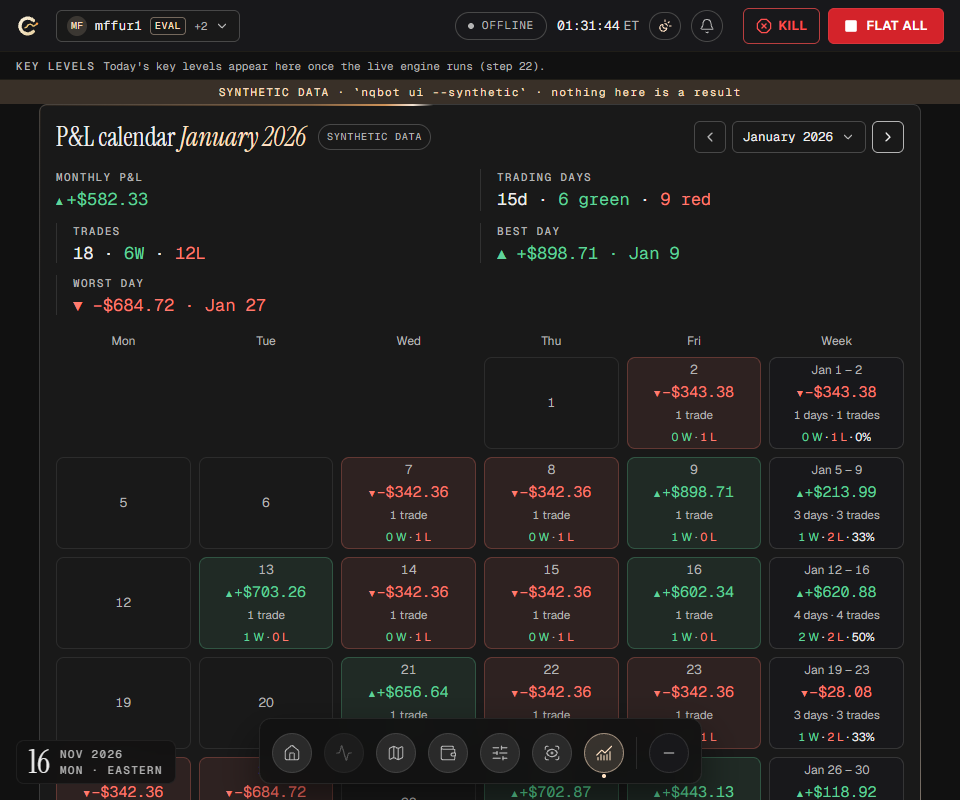 MF mffur1 EVAL +2
OFFLINE
01:31:44 ET
KILL
FLAT ALL
KEY LEVELS Today's key levels appear here once the live engine runs (step 22).
SYNTHETIC DATA · `nqbot ui --synthetic` · nothing here is a result
P&L calendar January 2026 SYNTHETIC DATA
January 2026
MONTHLY P&L
▲+$582.33
TRADING DAYS
15d · 6 green · 9 red
TRADES
18 · 6W · 12L
BEST DAY
▲ +$898.71 · Jan 9
WORST DAY
▼ −$684.72 · Jan 27
Mon Tue Wed Thu Fri Week
1
2
▼−$343.38
1 trade
0 W·1 L
Jan 1 – 2
▼−$343.38
1 days · 1 trades
0 W·1 L·0%
5
6
7
▼−$342.36
1 trade
0 W·1 L
8
▼−$342.36
1 trade
0 W·1 L
9
▲+$898.71
1 trade
1 W·0 L
Jan 5 – 9
▲+$213.99
3 days · 3 trades
1 W·2 L·33%
12
13
▲+$703.26
1 trade
1 W·0 L
14
▼−$342.36
1 trade
0 W·1 L
15
▼−$342.36
1 trade
0 W·1 L
16
▲+$602.34
1 trade
1 W·0 L
Jan 12 – 16
▲+$620.88
4 days · 4 trades
2 W·2 L·50%
19
20
21
▲+$656.64
1 trade
22
▼−$342.36
1 trade
23
▼−$342.36
1 trade
1 L
Jan 19 – 23
▼−$28.08
3 days · 3 trades
1 W·2 L·33%
▼−$342.36
▼−$684.72
▲+$702.87
▲+$443.13
Jan 26 – 30
▲+$118.92
16 NOV 2026
MON · EASTERN